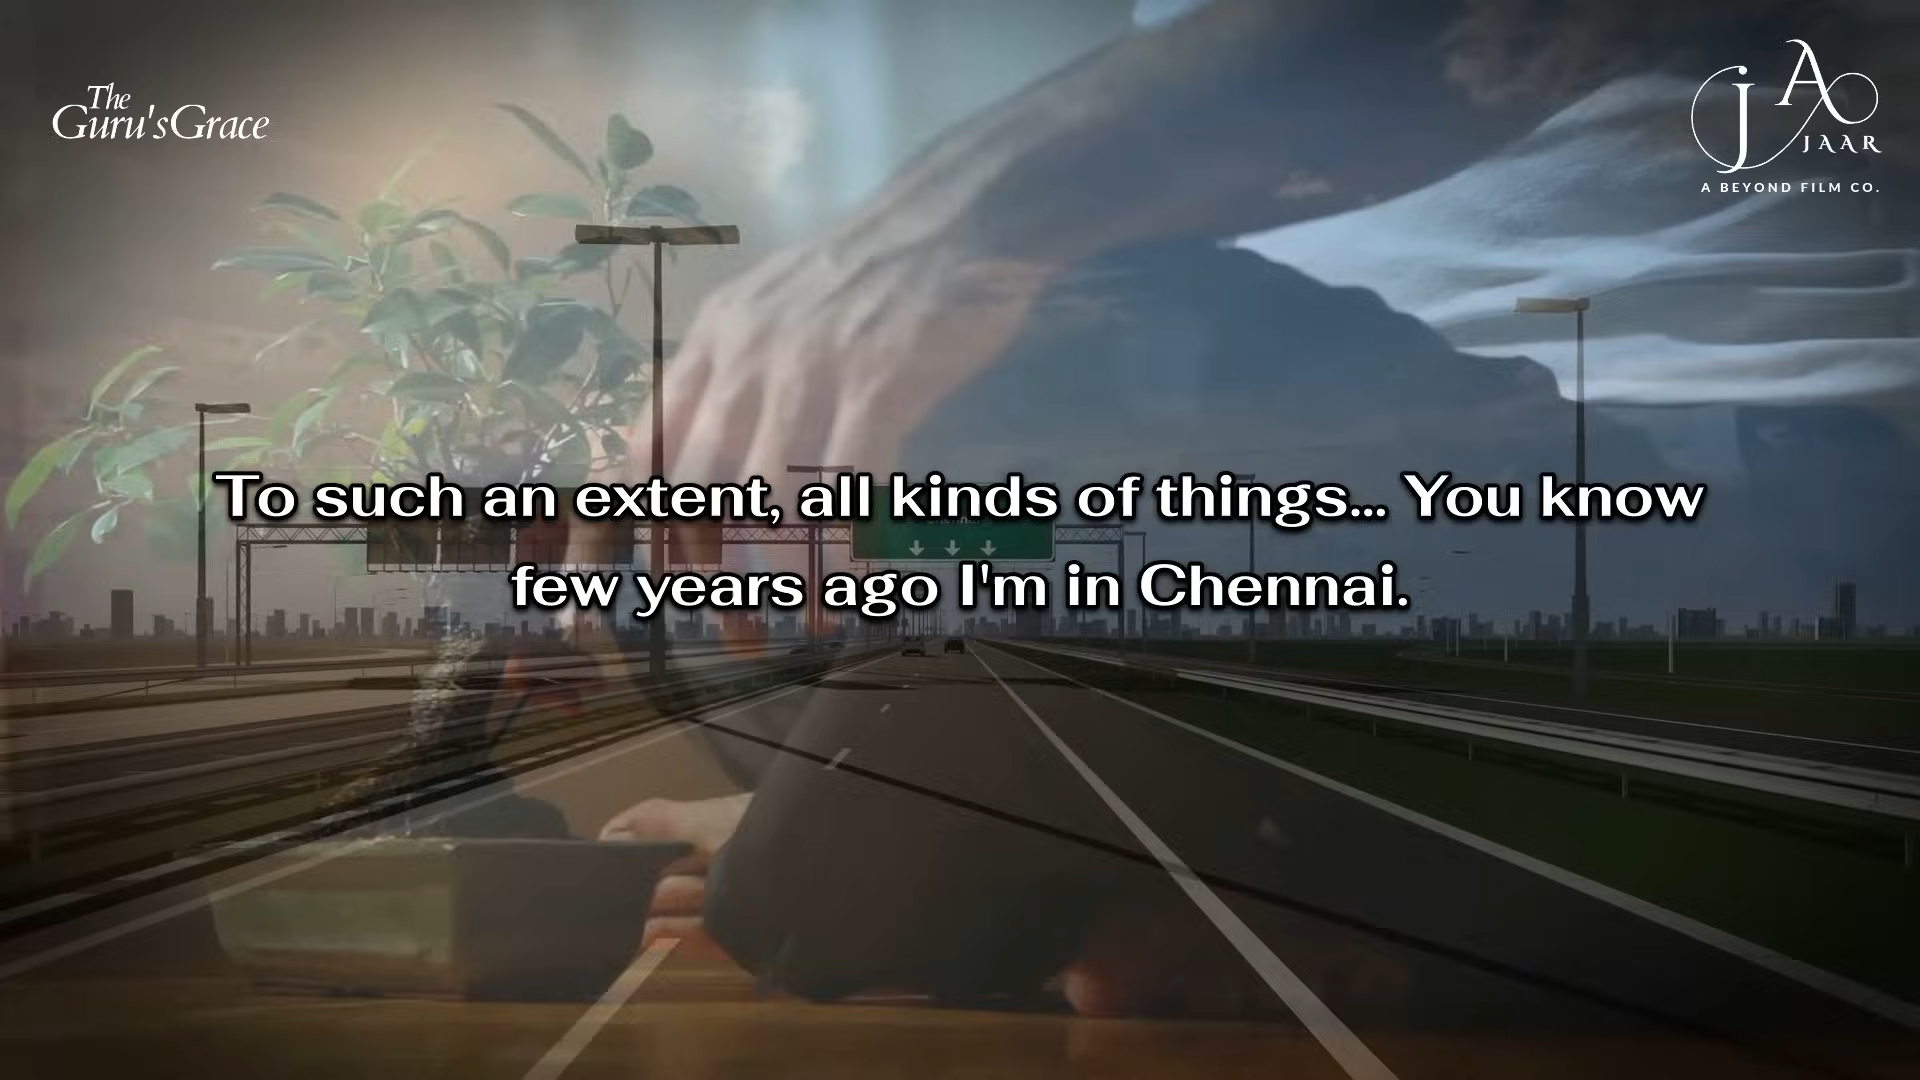 The
Guru'sGrace
JA
JAAR
A BEYOND FILM CO.
To such an extent, all kinds of things... You know
few years ago I'm in Chennai.